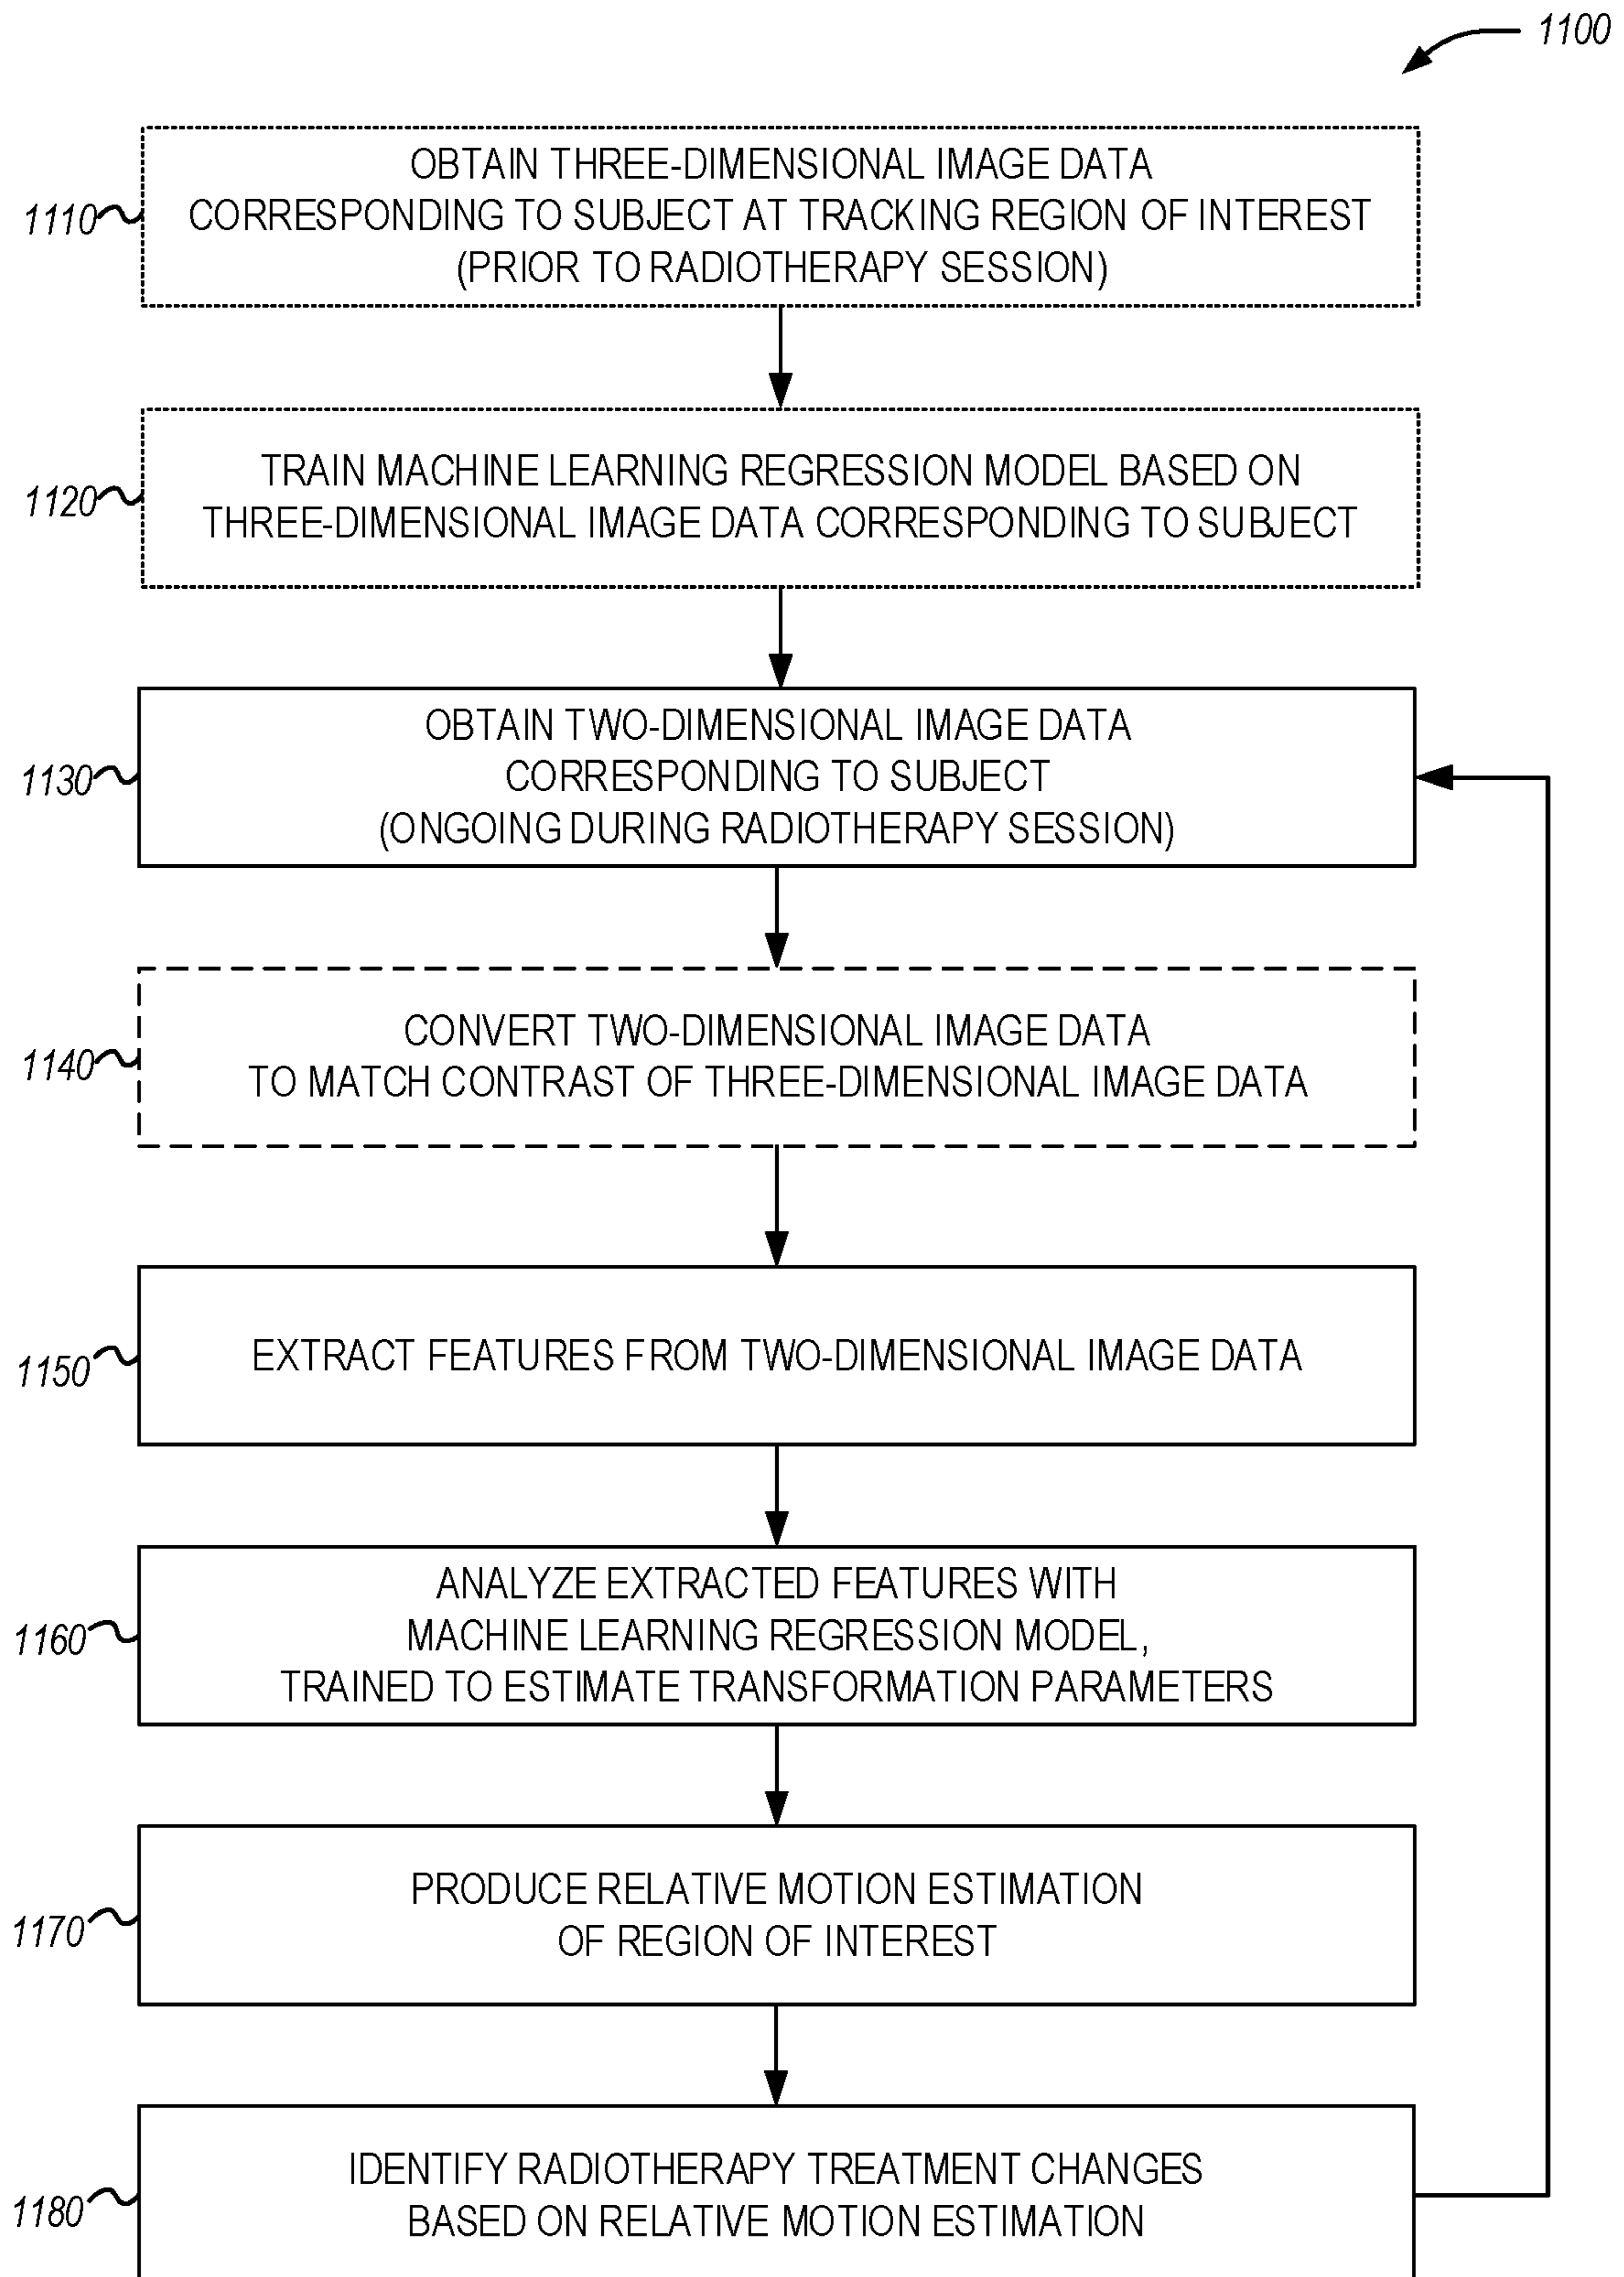 1100
OBTAIN THREE-DIMENSIONAL IMAGE DATA
CORRESPONDING TO SUBJECT AT TRACKING REGION OF INTEREST
(PRIOR TO RADIOTHERAPY SESSION)
1110
TRAIN MACHINE LEARNING REGRESSION MODEL BASED ON
THREE-DIMENSIONAL IMAGE DATA CORRESPONDING TO SUBJECT
1120
OBTAIN TWO-DIMENSIONAL IMAGE DATA
CORRESPONDING TO SUBJECT
(ONGOING DURING RADIOTHERAPY SESSION)
1130
CONVERT TWO-DIMENSIONAL IMAGE DATA
TO MATCH CONTRAST OF THREE-DIMENSIONAL IMAGE DATA
1140
EXTRACT FEATURES FROM TWO-DIMENSIONAL IMAGE DATA
1150
ANALYZE EXTRACTED FEATURES WITH
MACHINE LEARNING REGRESSION MODEL,
TRAINED TO ESTIMATE TRANSFORMATION PARAMETERS
1160
PRODUCE RELATIVE MOTION ESTIMATION
OF REGION OF INTEREST
1170
IDENTIFY RADIOTHERAPY TREATMENT CHANGES
BASED ON RELATIVE MOTION ESTIMATION
1180